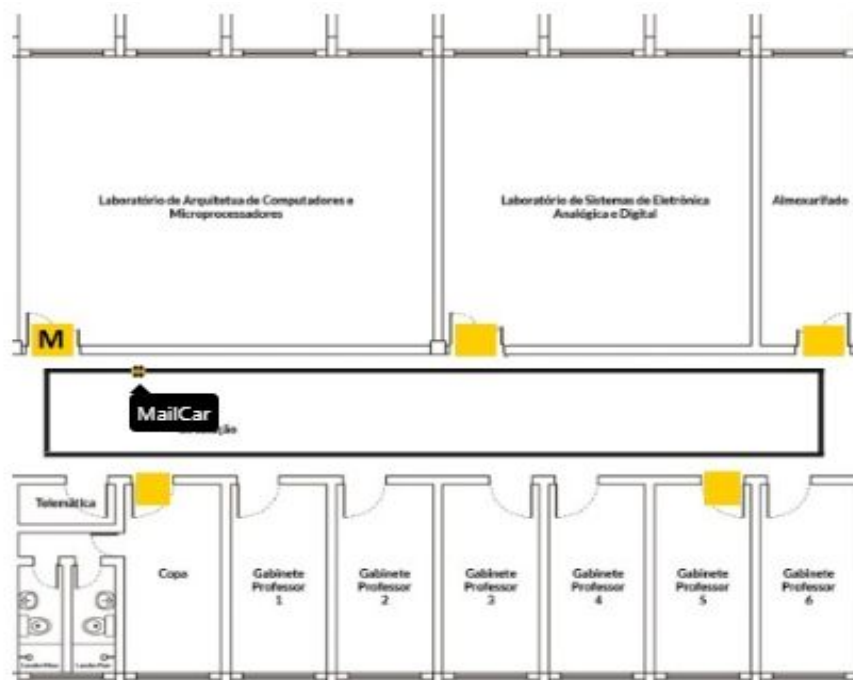 Laboratório de Arquitetua de Computadores e
Microprocessadores
Laboratório de Sistemas de Eletrônica
Analógica e Digital
Almoxarifado
M
MailCar
Telemática
Copa
Gabinete
Professor
1
Gabinete
Professor
2
Gabinete
Professor
3
Gabinete
Professor
4
Gabinete
Professor
5
Gabinete
Professor
6